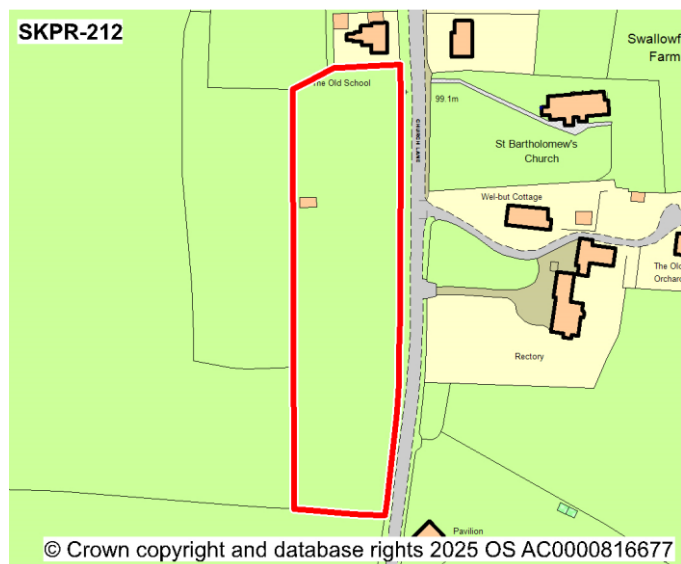 SKPR-212
Swallowf
Farm
The Old School
99.1m
CHURCH LANE
St Bartholomew's
Church
Wel-but Cottage
The Old
Orchar
Rectory
Pavilion
© Crown copyright and database rights 2025 OS AC0000816677